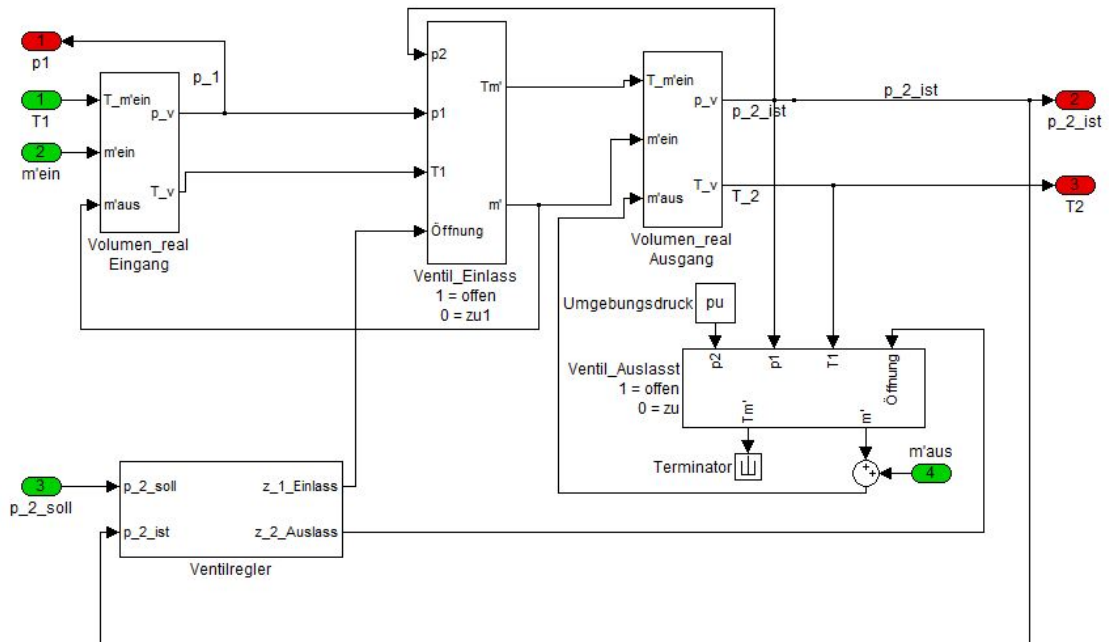 1
p1
1
T1
2
m'ein
T_m'ein
p_v
m'ein
T_v
m'aus
Volumen_real
Eingang
p_1
p2
Tm'
p1
T1
m'
Öffnung
Ventil_Einlass
1 = offen
0 = zu1
T_m'ein
p_v
m'ein
T_v
m'aus
Volumen_real
Ausgang
p_2_ist
p_2_ist
T_2
2
p_2_ist
3
T2
Umgebungsdruck
pu
Ventil_Auslasst
1 = offen
0 = zu
p2
p1
T1
Öffnung
Tm'
m'
Terminator
++
m'aus
4
3
p_2_soll
p_2_soll
z_1_Einlass
p_2_ist
z_2_Auslass
Ventilregler